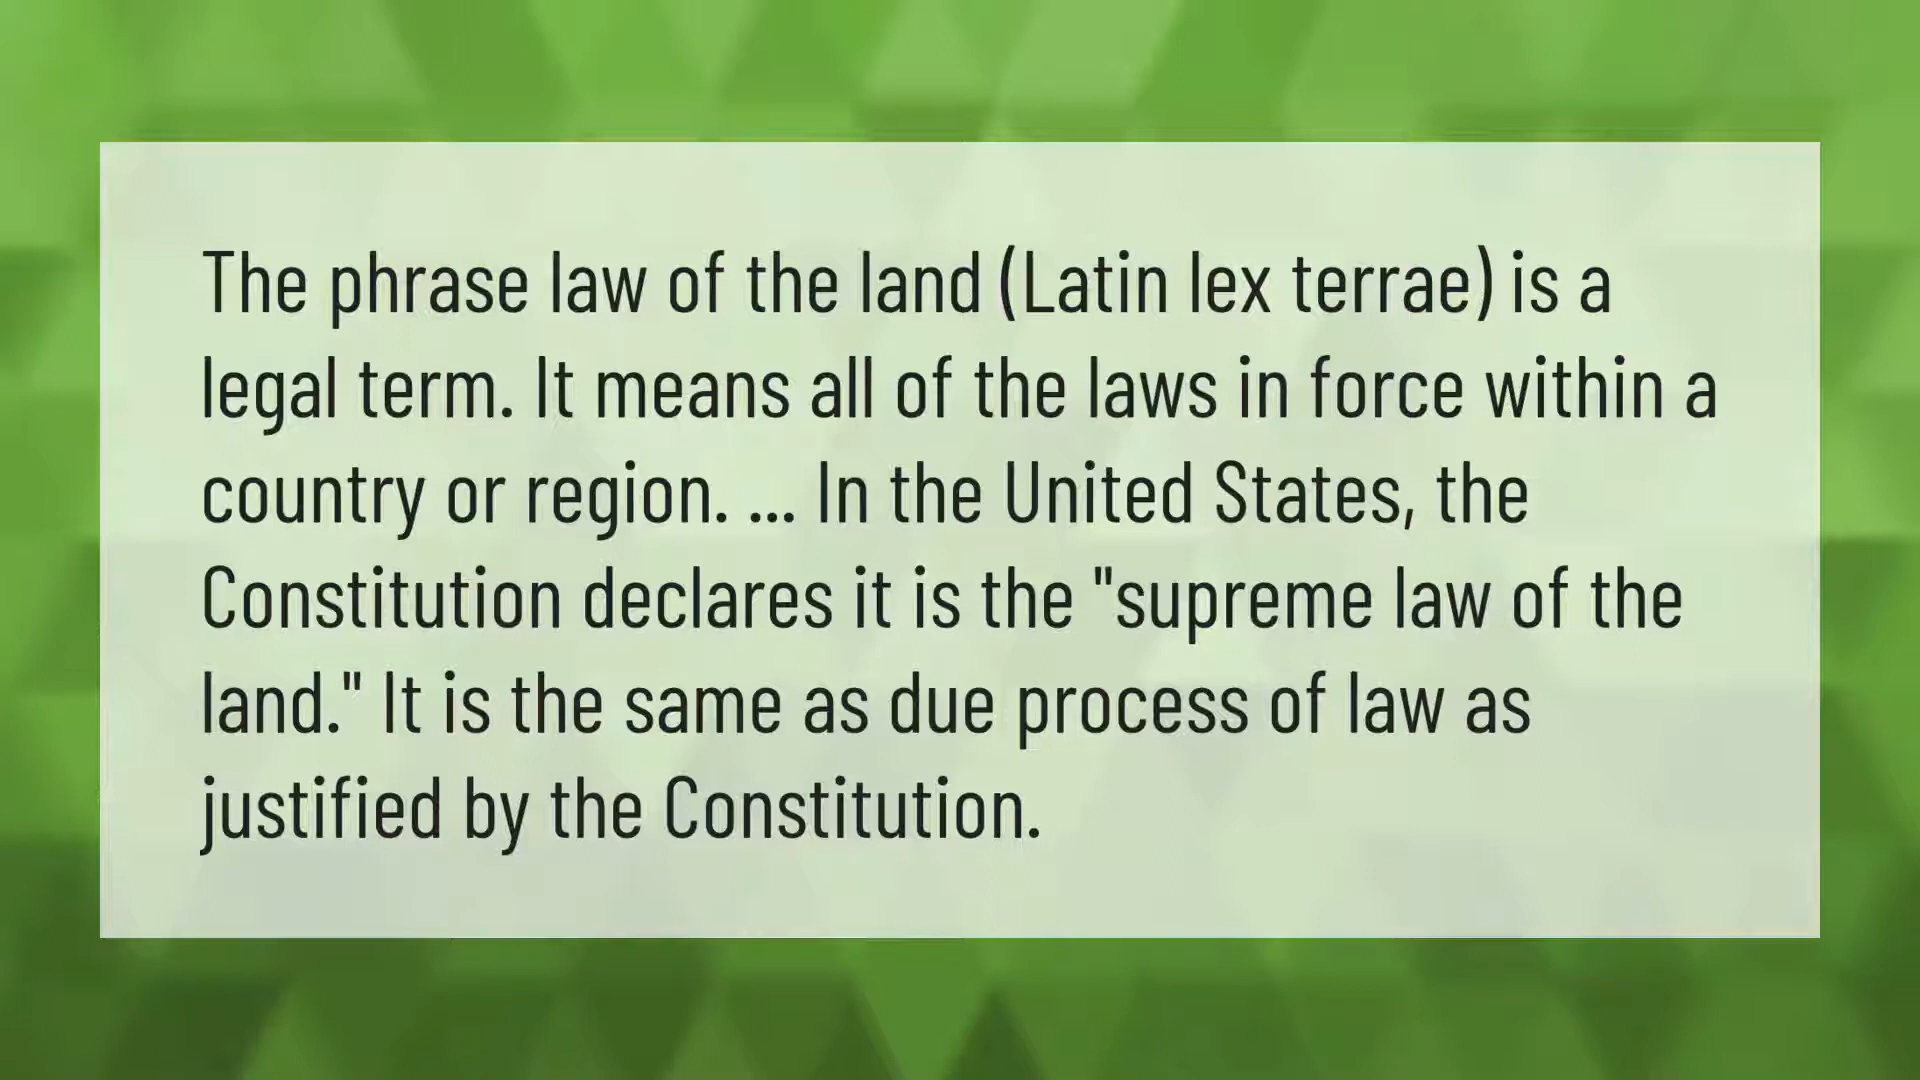 The phrase law of the land (Latin lex terrae) is a
legal term. It means all of the laws in force within a
country or region. ... In the United States, the
Constitution declares it is the "supreme law of the
land." It is the same as due process of law as
justified by the Constitution.